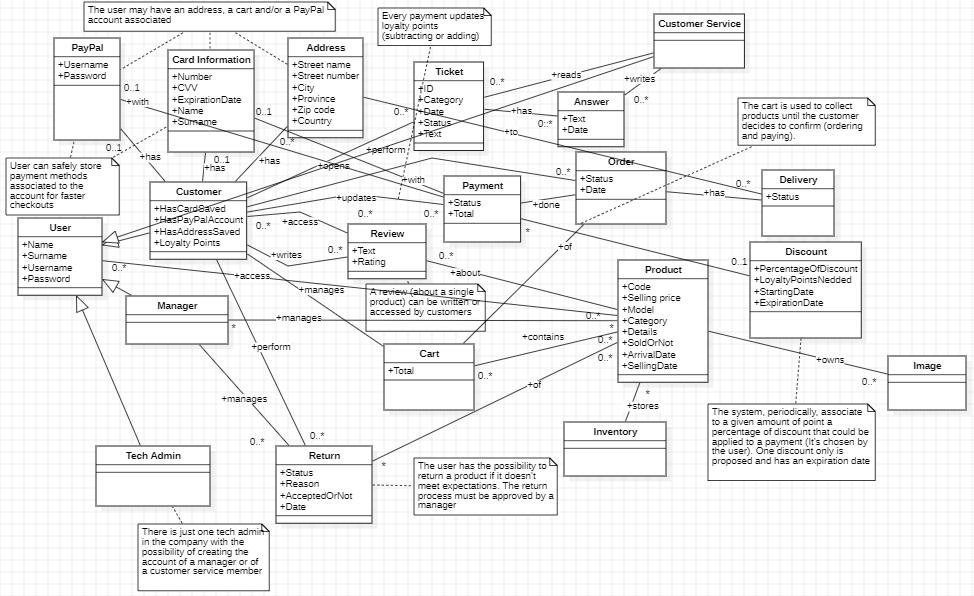 The user may have an address, a cart and/or a PayPal
account associated
Every payment updates
loyalty points
(subtracting or adding)
Customer Service
PayPal
+Username
+Password
Card Information
+Number
+CVV
+ExpirationDate
+Name
+Surname
Address
+Street name
+Street number
+City
+Province
+Zip code
+Country
Ticket
+ID
+Category
+Date
+Status
+Text
0..*
+reads
+writes
0..*
Answer
+Text
+Date
+has
0..*
+to
The cart is used to collect
products until the customer
decides to confirm (ordering
and paying).
0..1
+with
0..1
0..*
0..*
0..1
+has
0..1
+has
+has
+perform
+opens
+with
User can safely store
payment methods
associated to the
account for faster
checkouts
Customer
+HasCardSaved
+HasPayPalAccount
+HasAddressSaved
+Loyalty Points
Order
+Status
+Date
0..*
+has
0..*
Delivery
+Status
Payment
+Status
+Total
+done
*
+updates
0..*
0..*
User
+Name
+Surname
+Username
+Password
0..*
0..*
+access
+writes
0..*
Review
+Text
+Rating
0..*
+about
+of
0..1
Discount
+PercentageOfDiscount
+LoyaltyPointsNedded
+StartingDate
+ExpirationDate
Product
+Code
+Selling price
+Model
+Category
+Details
+SoldOrNot
+ArrivalDate
+SellingDate
+access
+manages
A review (about a single
product) can be written or
accessed by customers
Manager
*
+manages
0..*
*
0..*
0..*
+contains
+perform
Cart
+Total
0..*
+of
+owns
0..*
Image
*
+stores
Inventory
+manages
0..*
0..*
*
The system, periodically, associate
to a given amount of point a
percentage of discount that could be
applied to a payment (It's chosen by
the user). One discount only is
proposed and has an expiration date
Tech Admin
Return
+Status
+Reason
+AcceptedOrNot
+Date
The user has the possibility to
return a product if it doesn't
meet expectations. The return
process must be approved by a
manager
There is just one tech admin
in the company with the
possibility of creating the
account of a manager or of
a customer service member